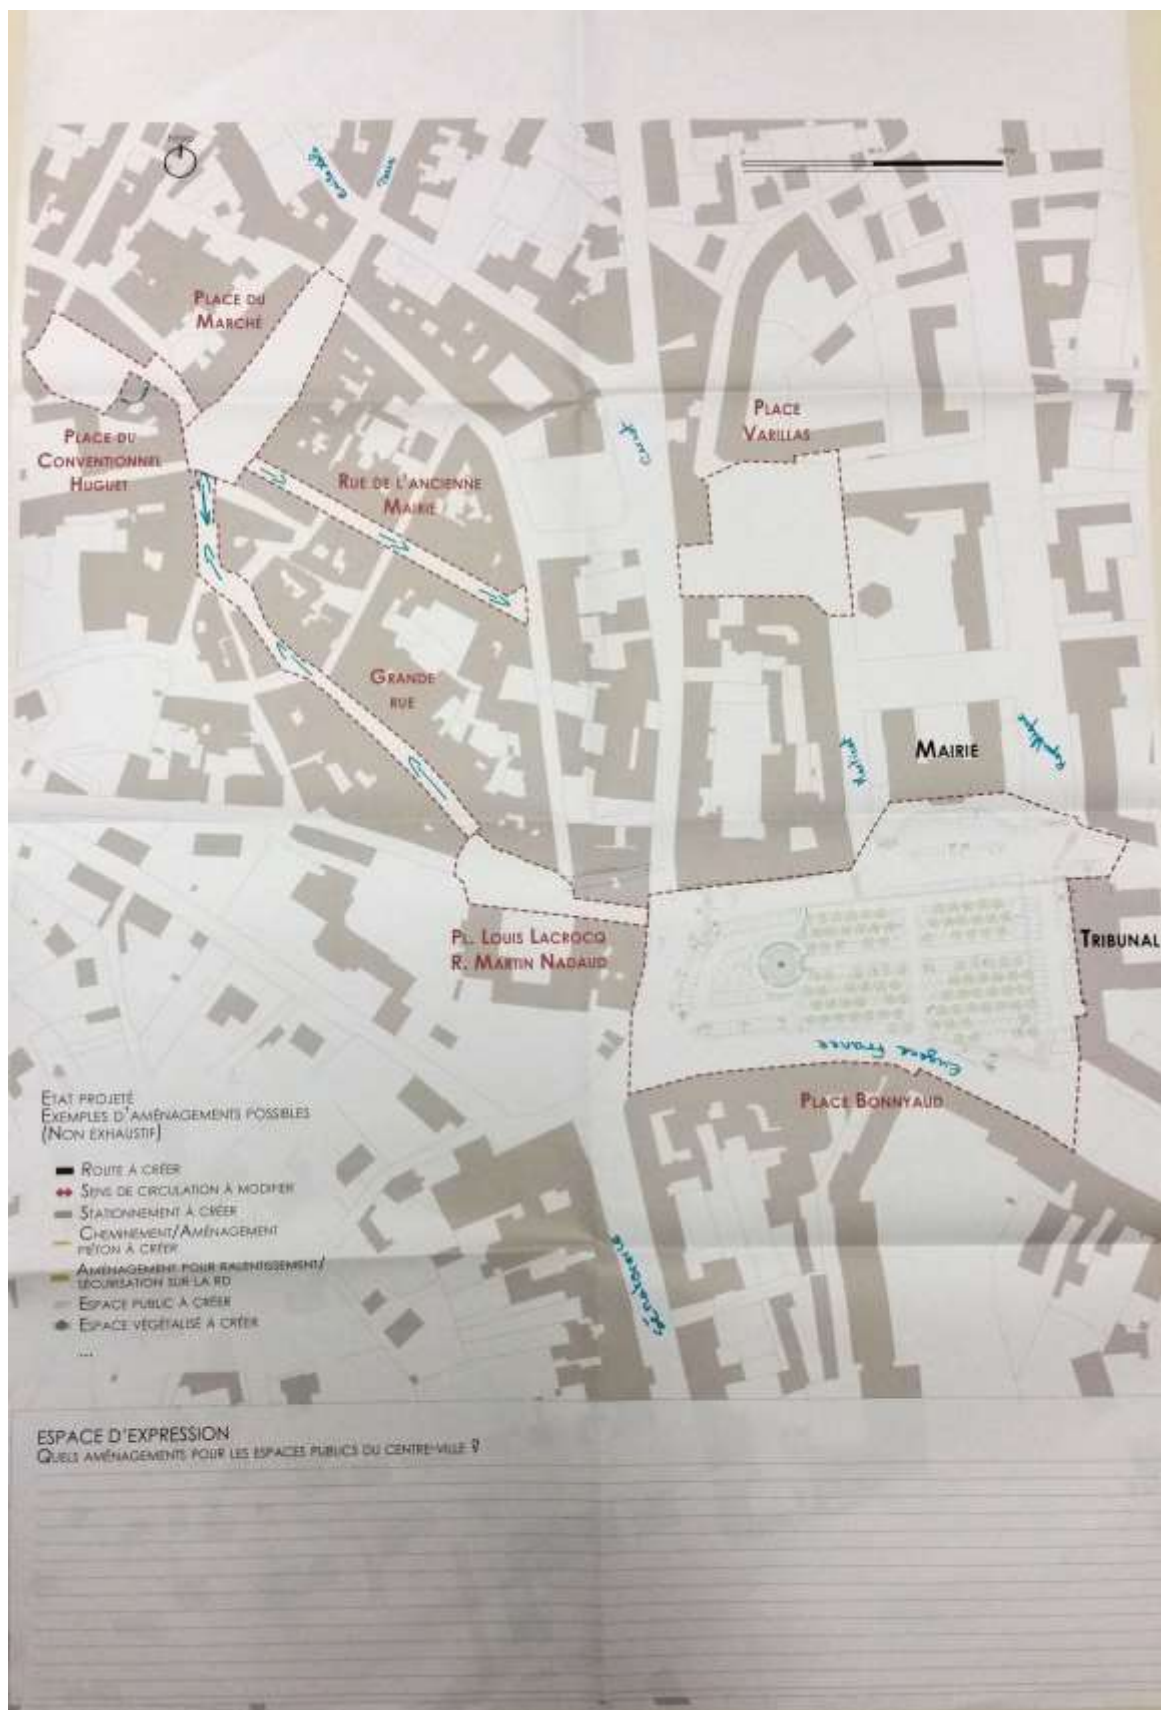 Place du
Marché
Place du
Conventionnel
Huguet
Rue de l'ancienne
Mairie
Place
Varillas
Grande
rue
Mairie
Pl. Louis Lacrocq
R. Martin Nadaud
Tribunal
Eugène France
Place Bonnyaud
Sénatorerie
Etat projeté
Exemples d'aménagements possibles
(Non exhaustif)
Route à créer
Sens de circulation à modifier
Stationnement à créer
Cheminement/Aménagement
piéton à créer
Aménagement pour ralentissement/
sécurisation sur la RD
Espace public à créer
Espace végétalisé à créer
...
ESPACE D'EXPRESSION
Quels aménagements pour les espaces publics du centre-ville ?